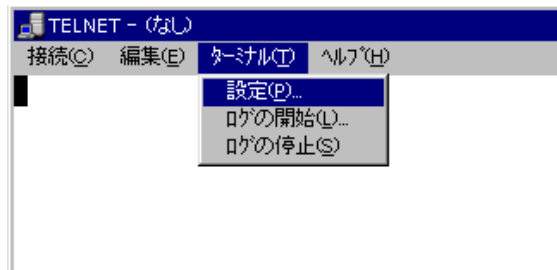 TELNET - (なし)
接続(C) 編集(E) ﾀｰﾐﾅﾙ(T) ﾍﾙﾌﾟ(H)
設定(P)...
ﾛｸﾞの開始(L)...
ﾛｸﾞの停止(S)